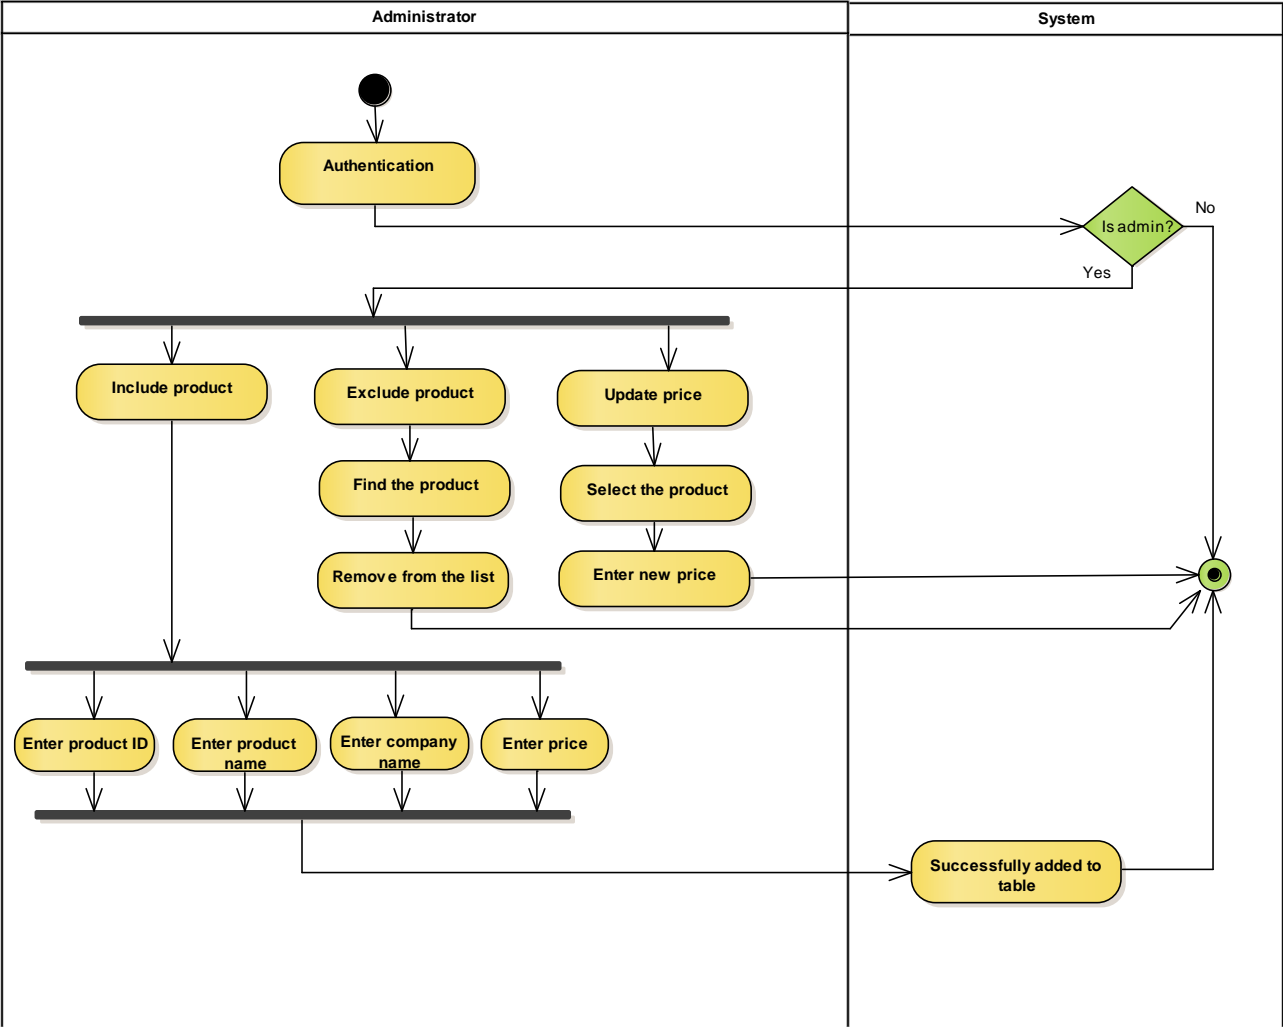 Administrator
System
Authentication
Is admin?
No
Yes
Include product
Exclude product
Update price
Find the product
Select the product
Remove from the list
Enter new price
Enter product ID
Enter product
name
Enter company
name
Enter price
Successfully added to
table